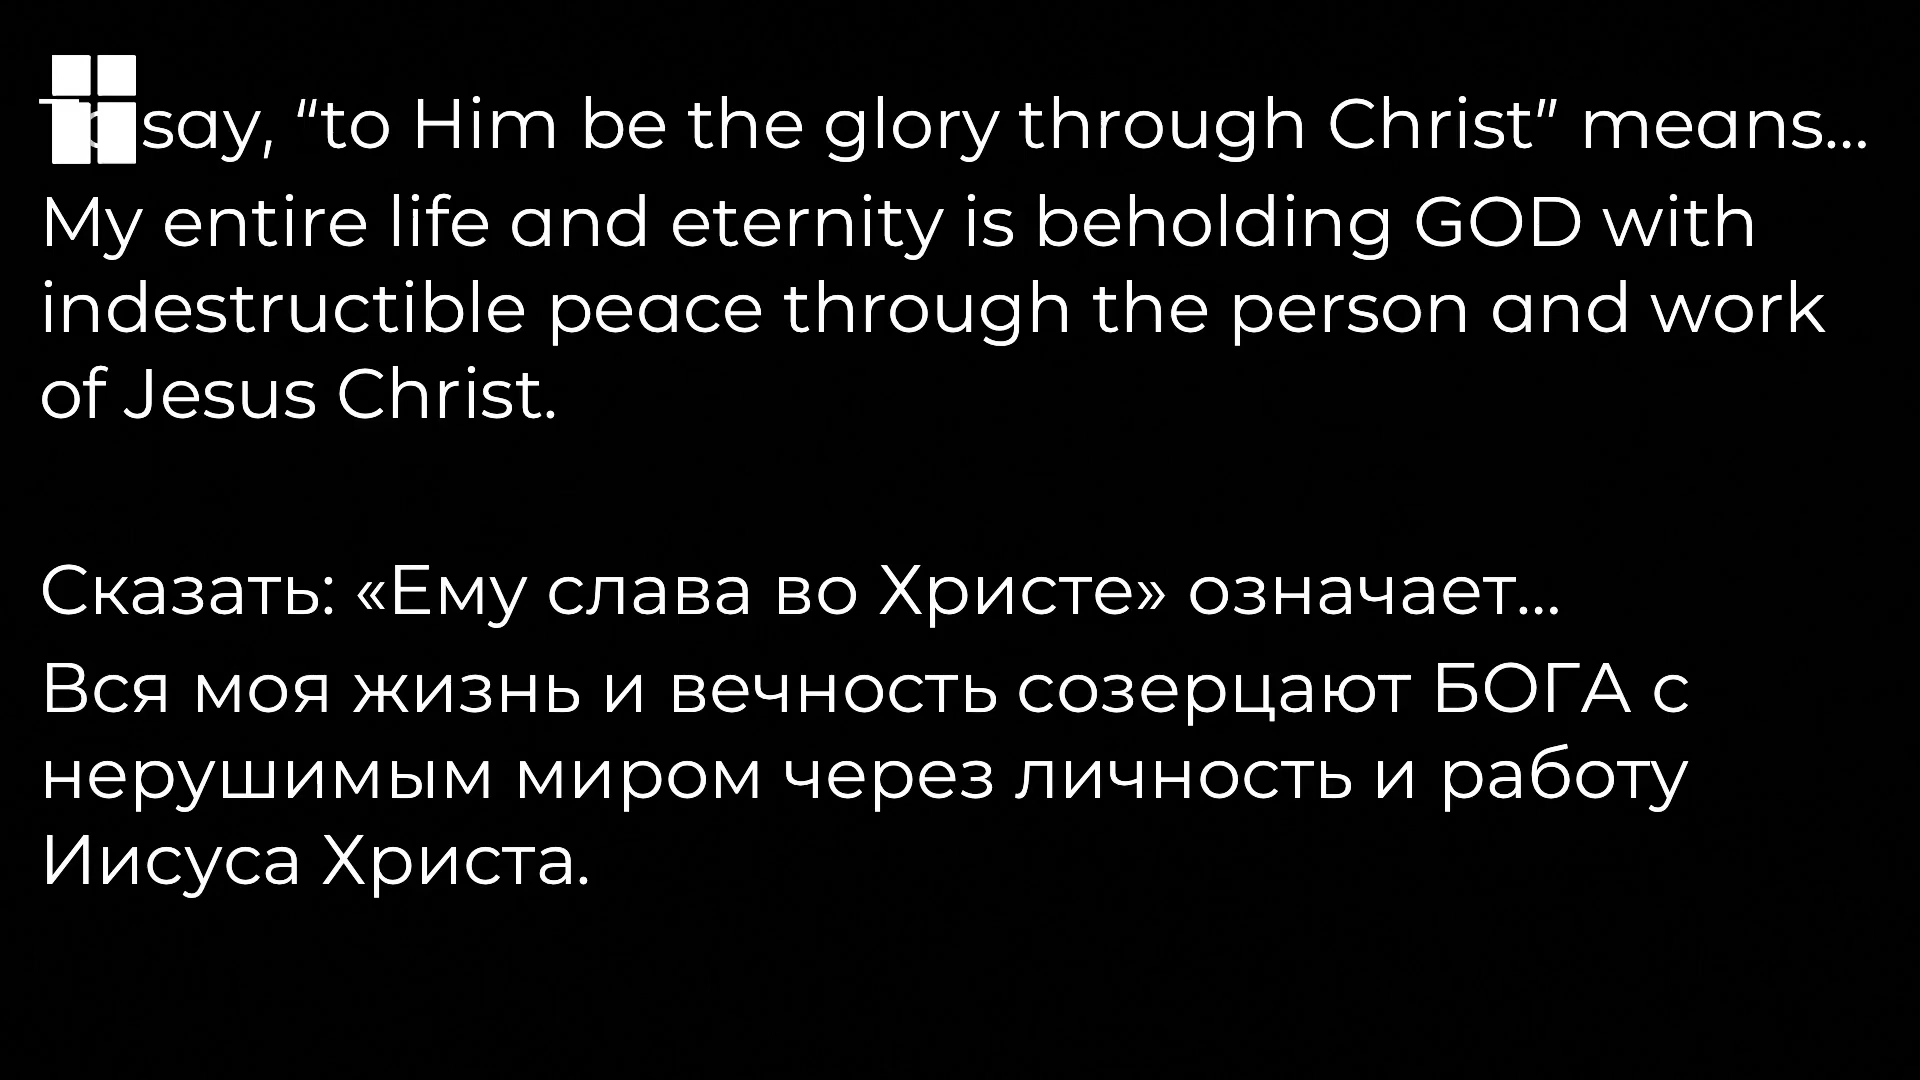 To say, “to Him be the glory through Christ” means...
My entire life and eternity is beholding GOD with
indestructible peace through the person and work
of Jesus Christ.
Сказать: «Ему слава во Христе» означает...
Вся моя жизнь и вечность созерцают БОГА с
нерушимым миром через личность и работу
Иисуса Христа.